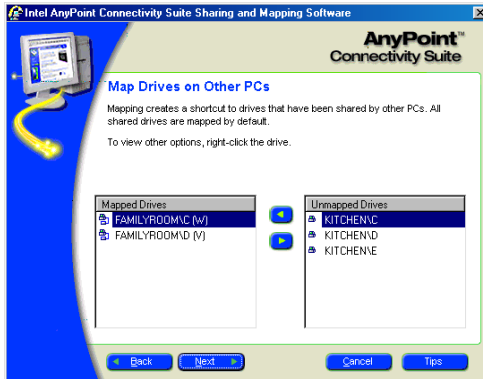 Intel AnyPoint Connectivity Suite Sharing and Mapping Software
AnyPoint™
Connectivity Suite
Map Drives on Other PCs
Mapping creates a shortcut to drives that have been shared by other PCs. All
shared drives are mapped by default.
To view other options, right-click the drive.
Mapped Drives
FAMILYROOM\C (W)
FAMILYROOM\D (V)
Unmapped Drives
KITCHEN\C
KITCHEN\D
KITCHEN\E
Back
Next
Cancel
Tips